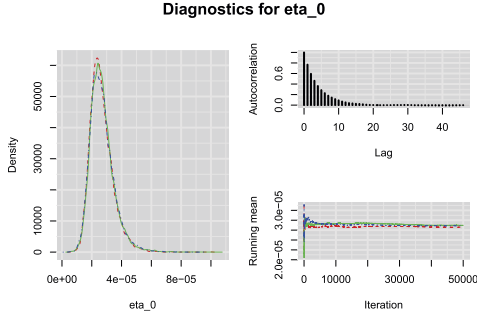 Diagnostics for eta_0
Density
0
10000
30000
50000
0e+00
4e−05
8e−05
eta_0
Autocorrelation
0.0
0.6
0
10
20
30
40
Lag
Running mean
2.0e−05
3.0e−05
0
10000
30000
50000
Iteration